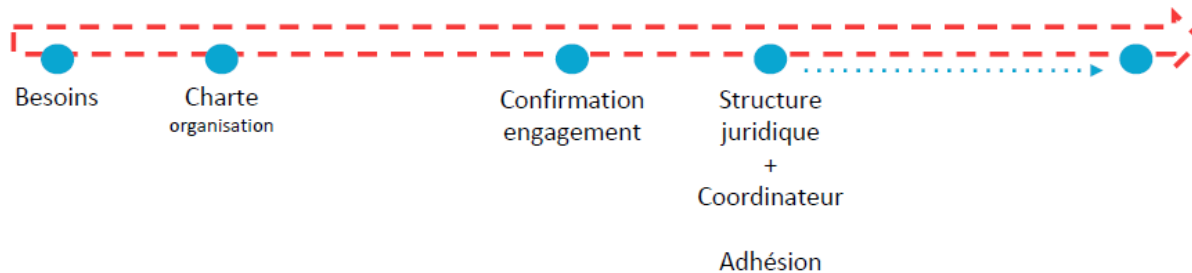 Besoins
Charte
organisation
Confirmation
engagement
Structure
juridique
+
Coordinateur
Adhésion